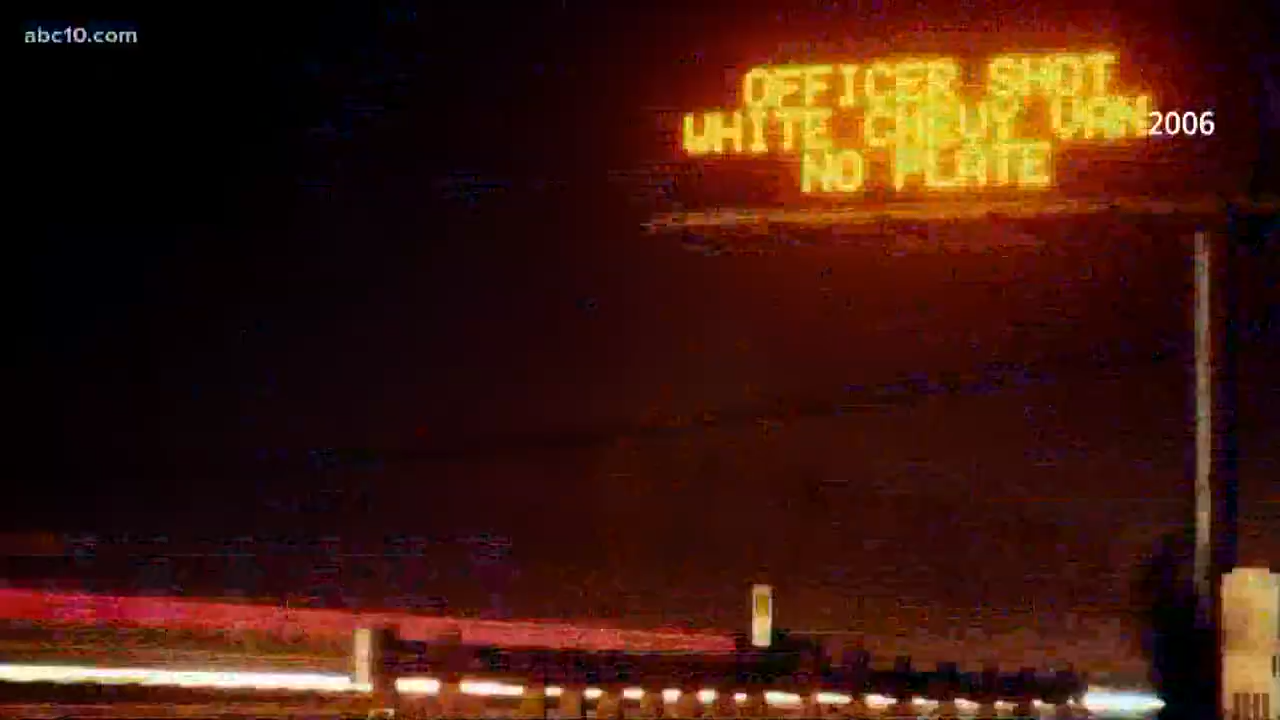 abc10.com
OFFICER SHOT
WHITE CHEVY VAN
NO PLATE
2006